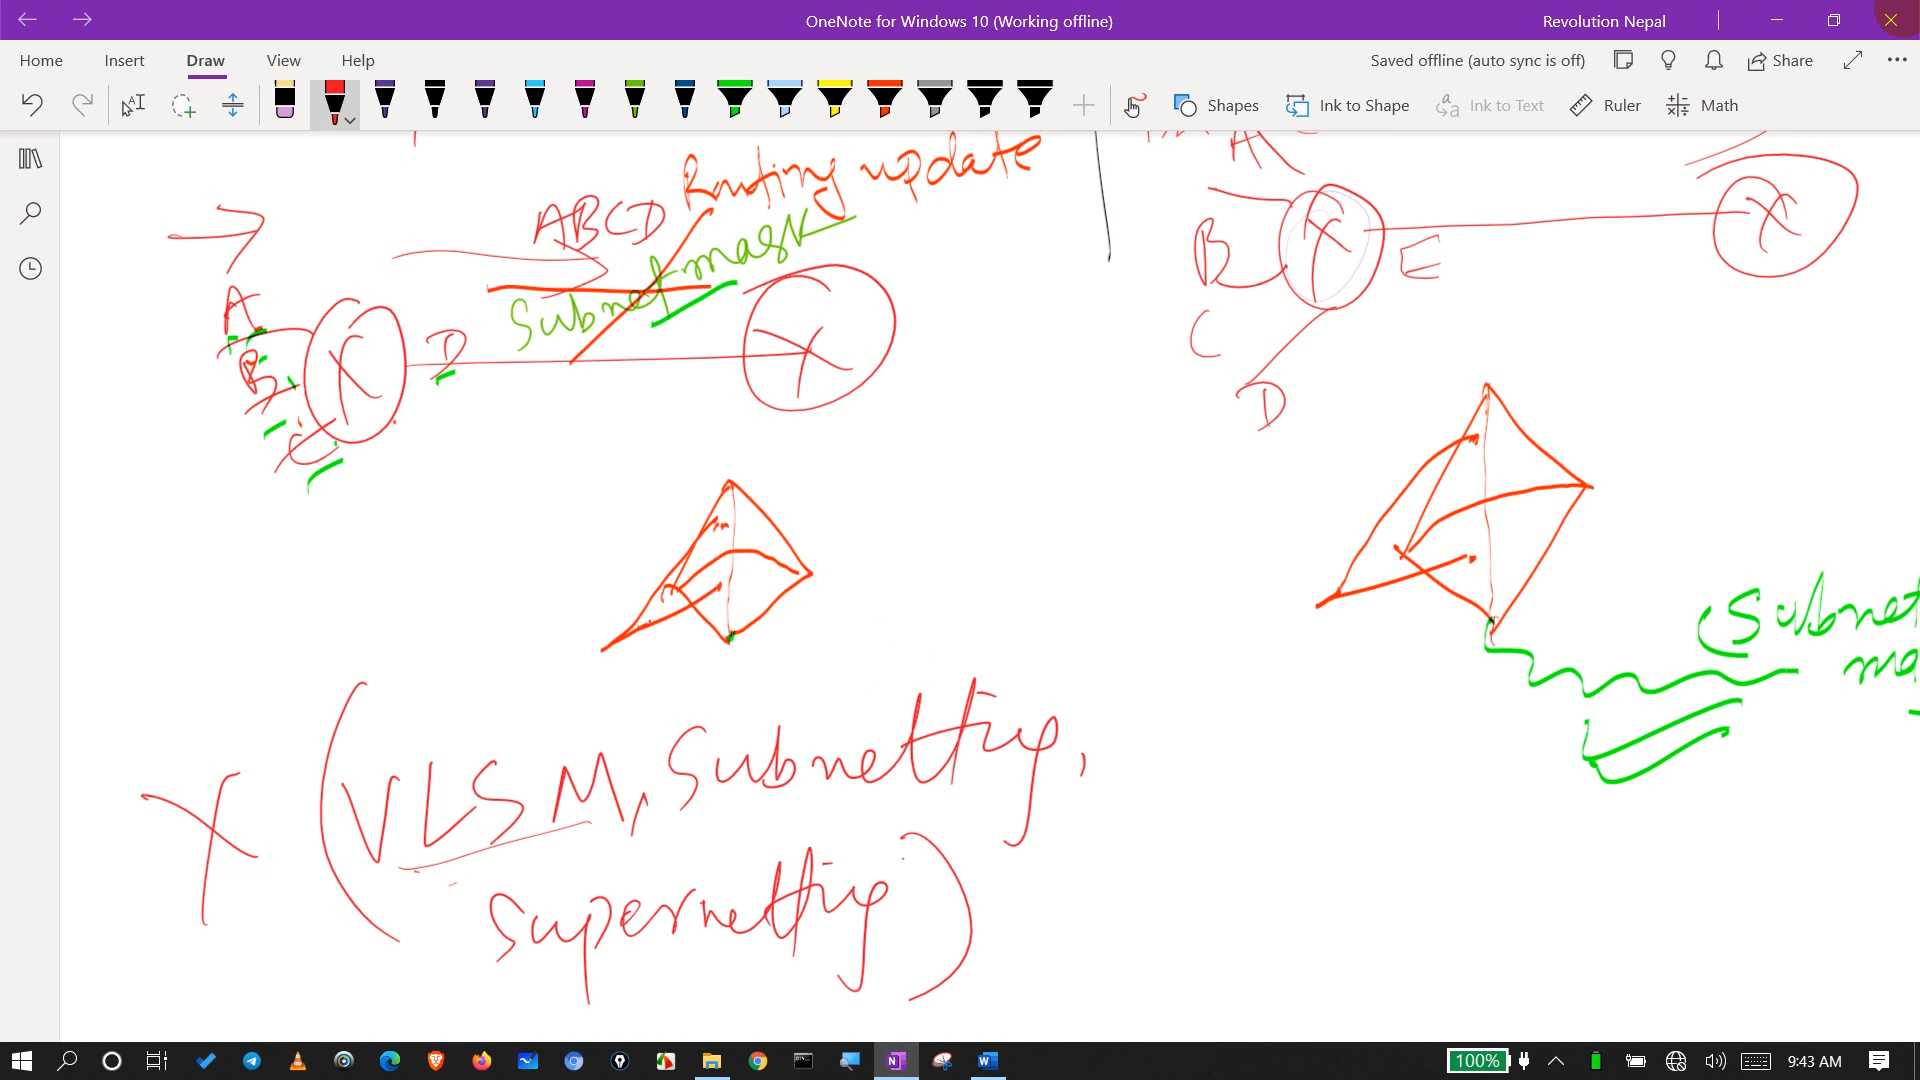 OneNote for Windows 10 (Working offline)
Revolution Nepal
Home Insert Draw View Help
Saved offline (auto sync is off)
Share
Shapes
Ink to Shape
Ink to Text
Ruler
Math
Routing update
ABCD
Subnet mask
A
B
C
D
X
X
A
B
C
D
E
X
X
Subnet
ma
X (VLSM, Subnetting,
Supernetting)
100%
9:43 AM